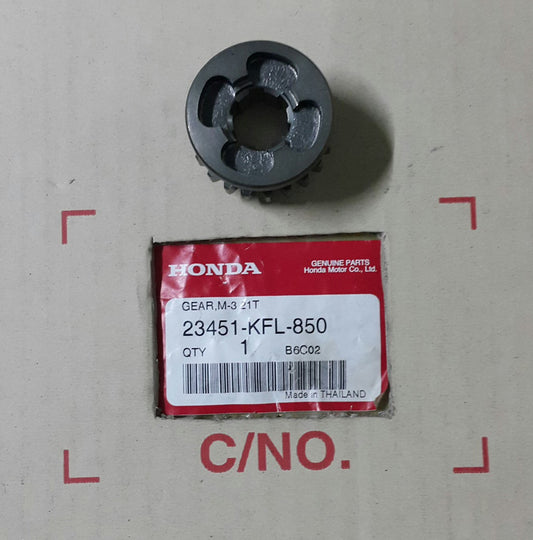 HONDA
GENUINE PARTS
Honda Motor Co., Ltd.
GEAR,M-3 21T
23451-KFL-850
QTY 1 B6C02
Made in THAILAND
C/NO.